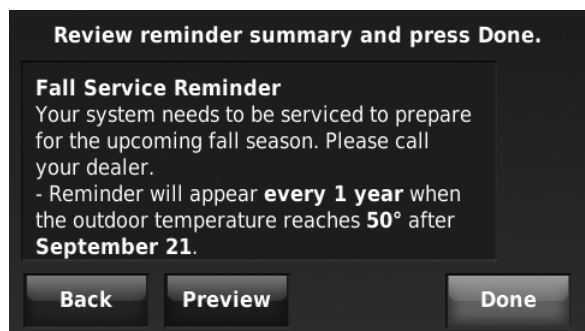 Review reminder summary and press Done.
Fall Service Reminder
Your system needs to be serviced to prepare
for the upcoming fall season. Please call
your dealer.
- Reminder will appear every 1 year when
the outdoor temperature reaches 50° after
September 21.
Back Preview Done